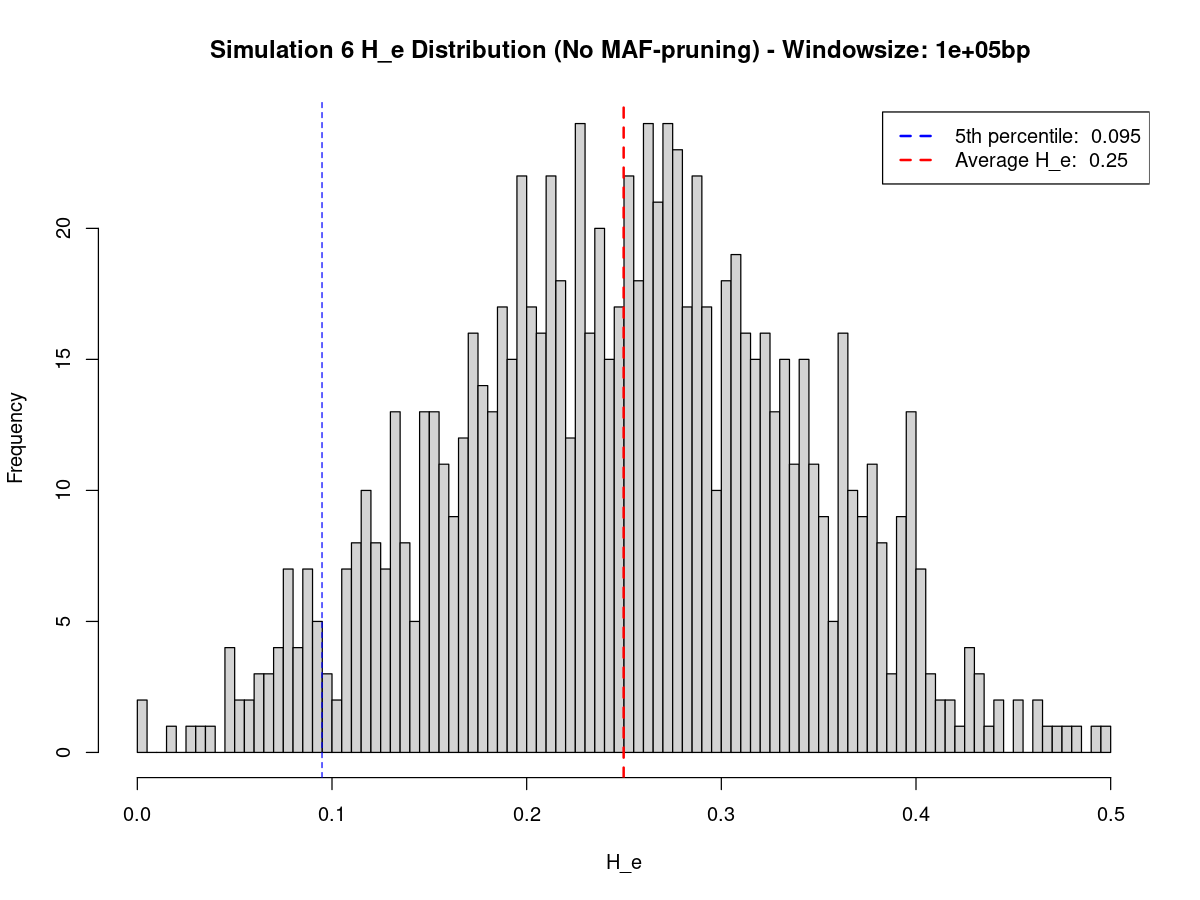 Simulation 6 H_e Distribution (No MAF-pruning) - Windowsize: 1e+05bp
5th percentile:  0.095
Average H_e:  0.25
Frequency
20
15
10
5
0
0.0 0.1 0.2 0.3 0.4 0.5
H_e